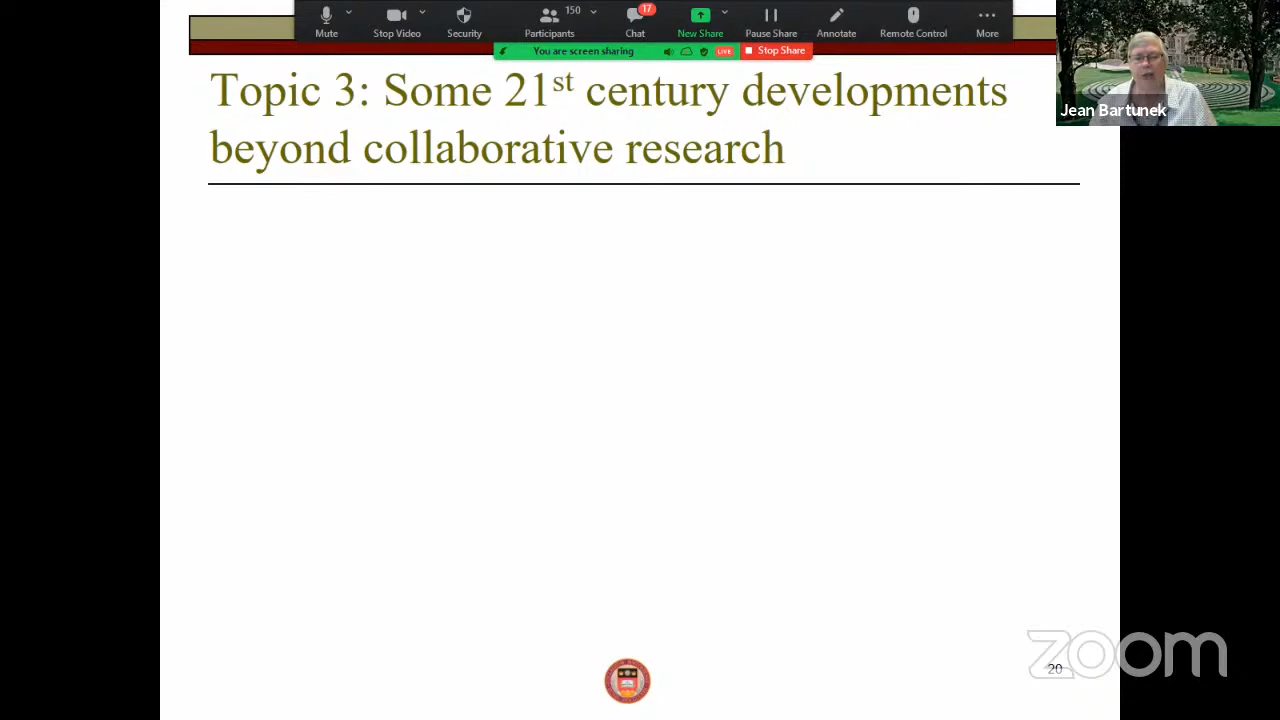 Mute
Stop Video
Security
150
Participants
17
Chat
New Share
Pause Share
Annotate
Remote Control
More
You are screen sharing
LIVE
Stop Share
Jean Bartunek
Topic 3: Some 21st century developments
beyond collaborative research
20
zoom